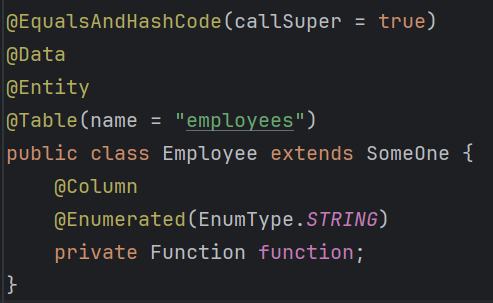 @EqualsAndHashCode(callSuper = true)
@Data
@Entity
@Table(name = "employees")
public class Employee extends SomeOne {
    @Column
    @Enumerated(EnumType.STRING)
    private Function function;
}